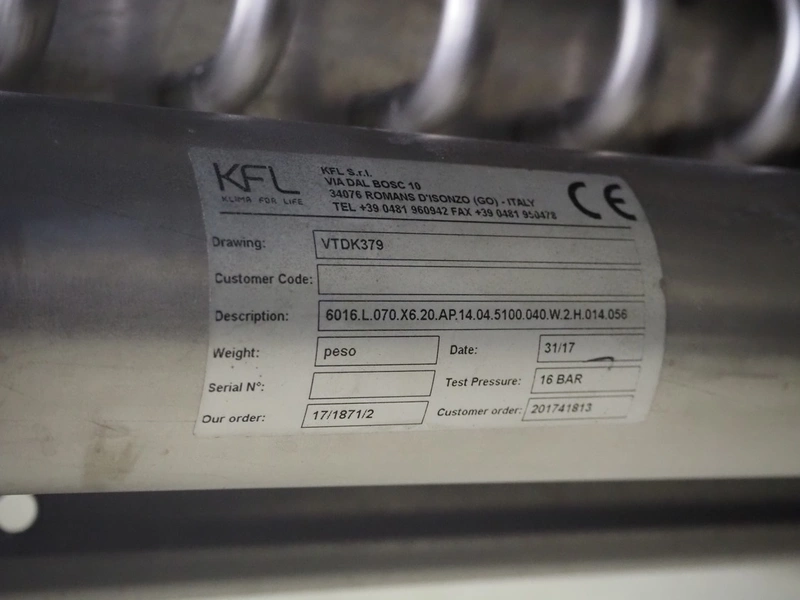 KFL
KLIMA FOR LIFE
KFL S.r.l.
VIA DAL BOSC 10
34076 ROMANS D'ISONZO (GO) - ITALY
TEL +39 0481 960942 FAX +39 0481 950478
CE
Drawing: VTDK379
Customer Code:
Description: 6016.L.070.X6.20.AP.14.04.5100.040.W.2.H.014.056
Weight: peso Date: 31/17
Serial N°: Test Pressure: 16 BAR
Our order: 17/1871/2 Customer order: 201741813